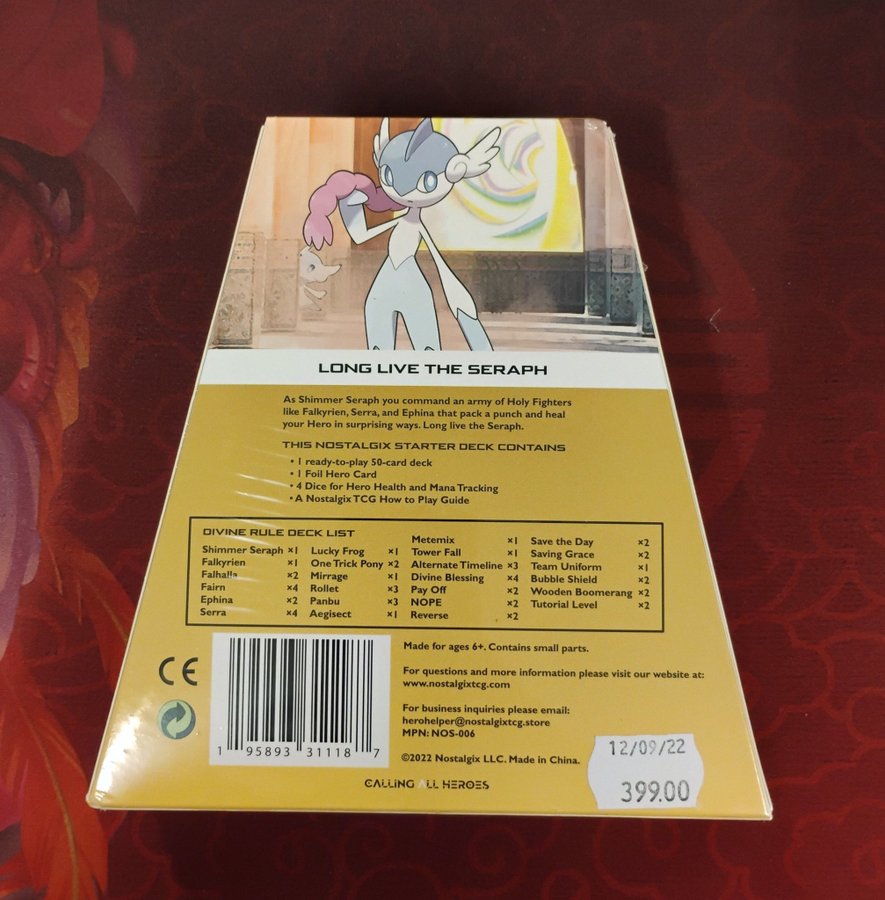 LONG LIVE THE SERAPH
As Shimmer Seraph you command an army of Holy Fighters
like Falkyrien, Serra, and Ephina that pack a punch and heal
your Hero in surprising ways. Long live the Seraph.
THIS NOSTALGIX STARTER DECK CONTAINS
• 1 ready-to-play 50-card deck
• 1 Foil Hero Card
• 4 Dice for Hero Health and Mana Tracking
• A Nostalgix TCG How to Play Guide
DIVINE RULE DECK LIST
Shimmer Seraph ×1
Falkyrien ×1
Falhalla ×2
Fairn ×4
Ephina ×2
Serra ×4
Lucky Frog ×1
One Trick Pony ×2
Mirrage ×1
Rollet ×3
Panbu ×3
Aegisect ×1
Metemix ×1
Tower Fall ×1
Alternate Timeline ×3
Divine Blessing ×4
Pay Off ×2
NOPE ×2
Reverse ×2
Save the Day ×2
Saving Grace ×2
Team Uniform ×1
Bubble Shield ×2
Wooden Boomerang ×2
Tutorial Level ×2
CE
1 95893 31118 7
Made for ages 6+. Contains small parts.
For questions and more information please visit our website at:
www.nostalgixtcg.com
For business inquiries please email:
herohelper@nostalgixtcg.store
MPN: NOS-006
©2022 Nostalgix LLC. Made in China.
CALLING ALL HEROES
12/09/22
399.00